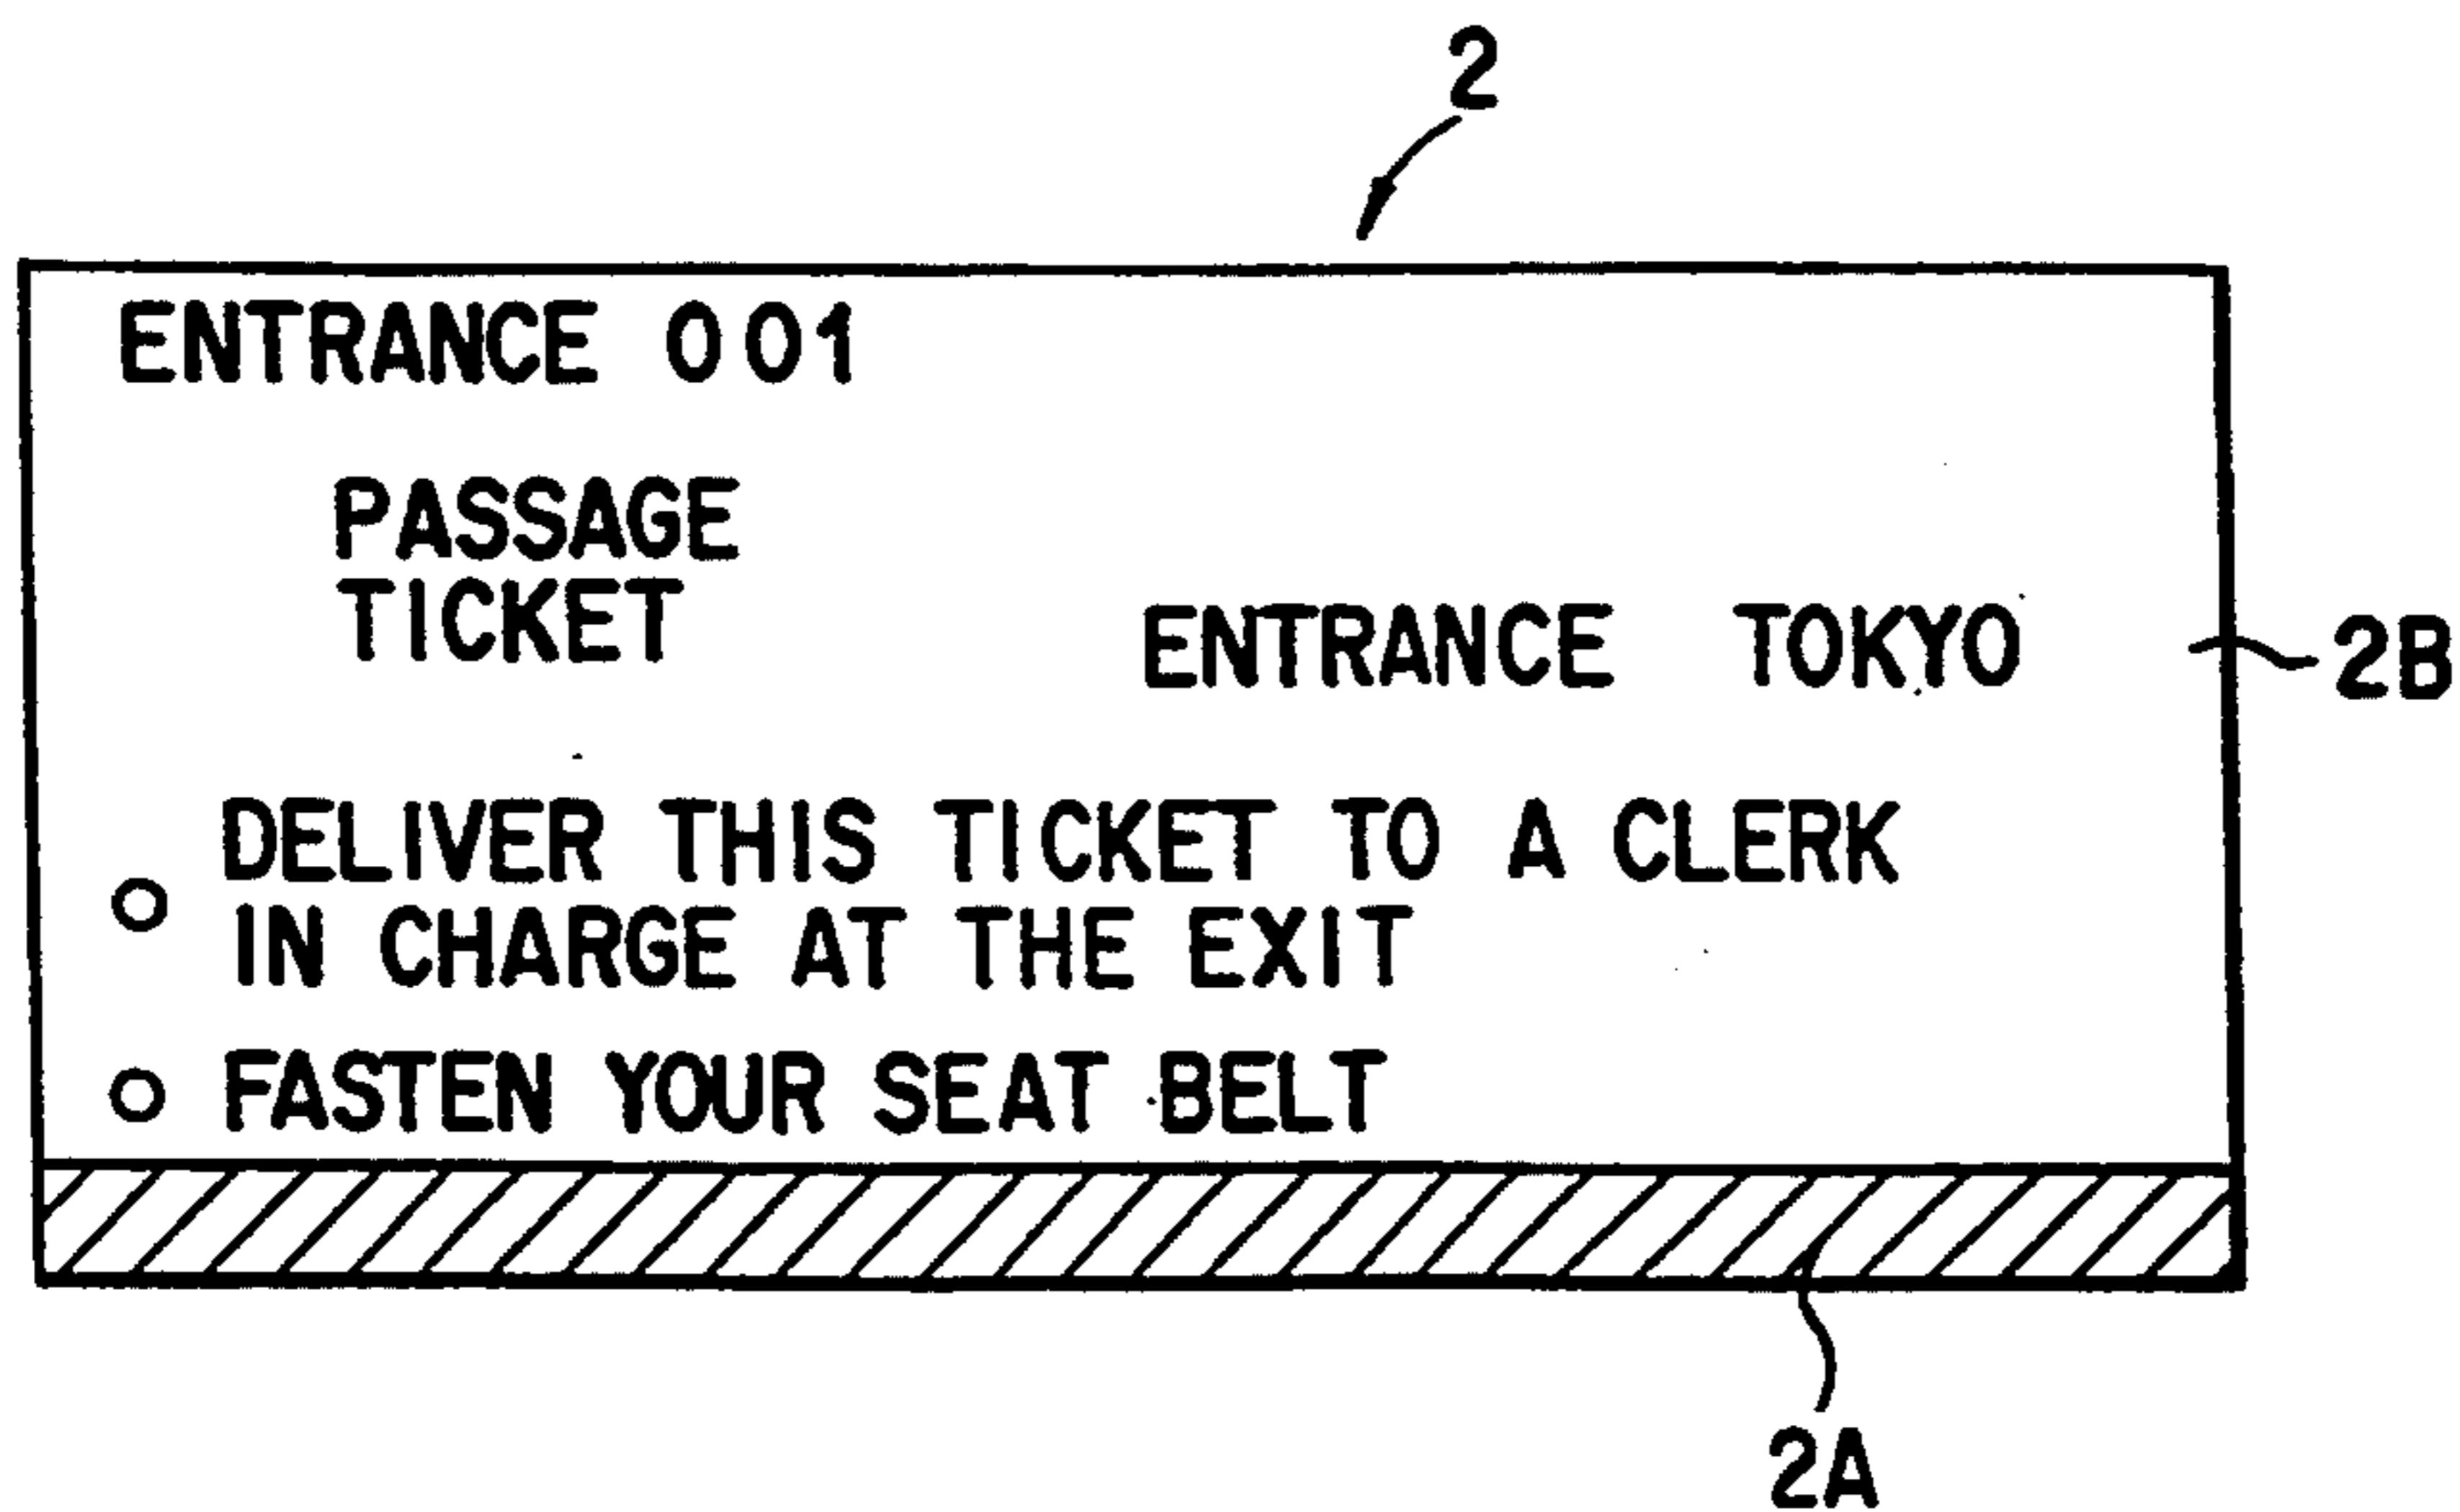 2
ENTRANCE 001
PASSAGE
TICKET
ENTRANCE TOKYO
2B
DELIVER THIS TICKET TO A CLERK
IN CHARGE AT THE EXIT
FASTEN YOUR SEAT BELT
2A